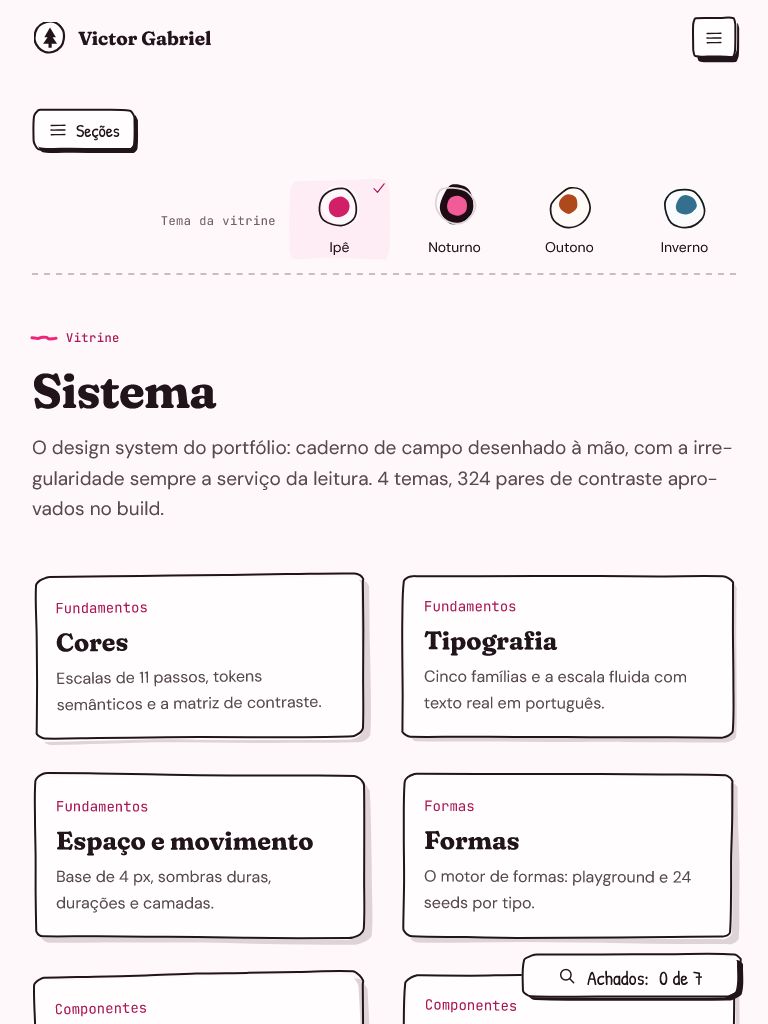 Victor Gabriel
Seções
Tema da vitrine
Ipê
Noturno
Outono
Inverno
Vitrine
Sistema
O design system do portfólio: caderno de campo desenhado à mão, com a irre-
gularidade sempre a serviço da leitura. 4 temas, 324 pares de contraste apro-
vados no build.
Fundamentos
Cores
Escalas de 11 passos, tokens
semânticos e a matriz de contraste.
Fundamentos
Tipografia
Cinco famílias e a escala fluida com
texto real em português.
Fundamentos
Espaço e movimento
Base de 4 px, sombras duras,
durações e camadas.
Formas
Formas
O motor de formas: playground e 24
seeds por tipo.
Componentes
Componentes
Achados: 0 de 7